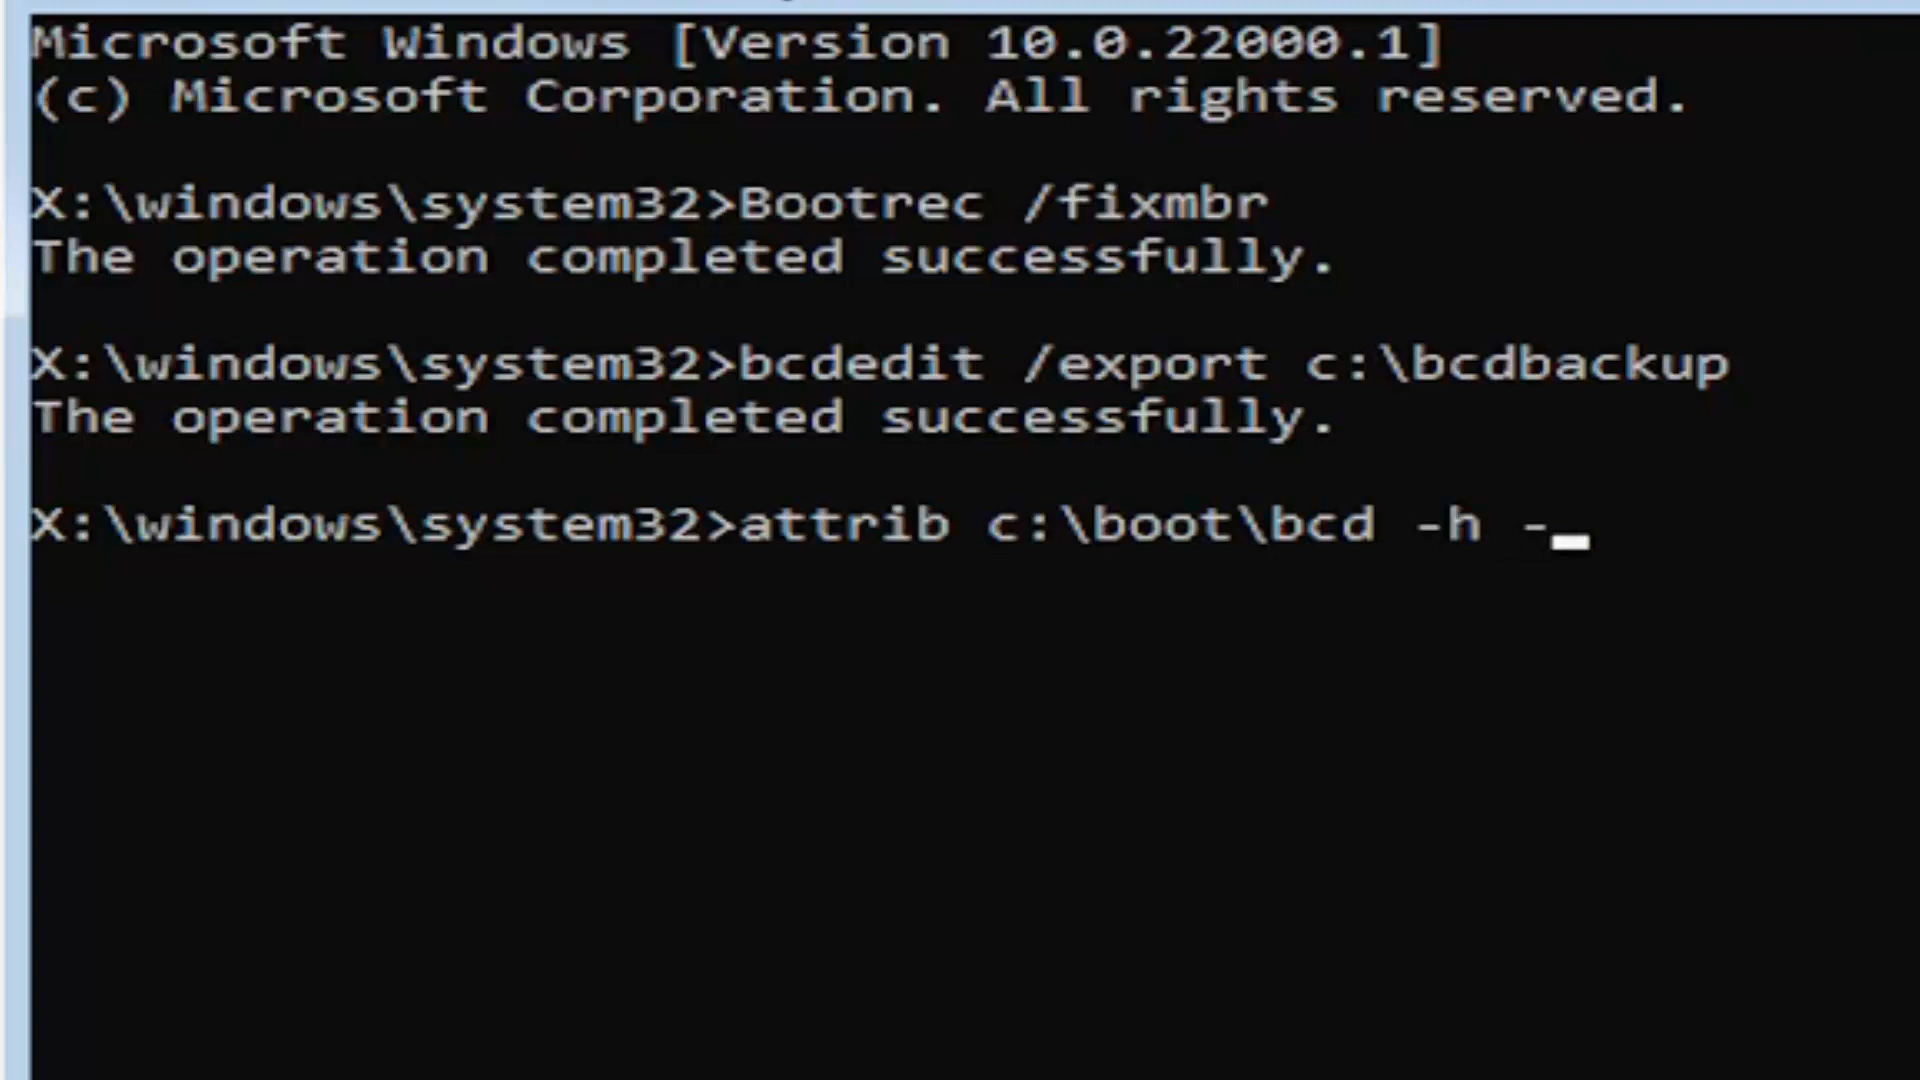 Microsoft Windows [Version 10.0.22000.1]
(c) Microsoft Corporation. All rights reserved.
X:\windows\system32>Bootrec /fixmbr
The operation completed successfully.
X:\windows\system32>bcdedit /export c:\bcdbackup
The operation completed successfully.
X:\windows\system32>attrib c:\boot\bcd -h -